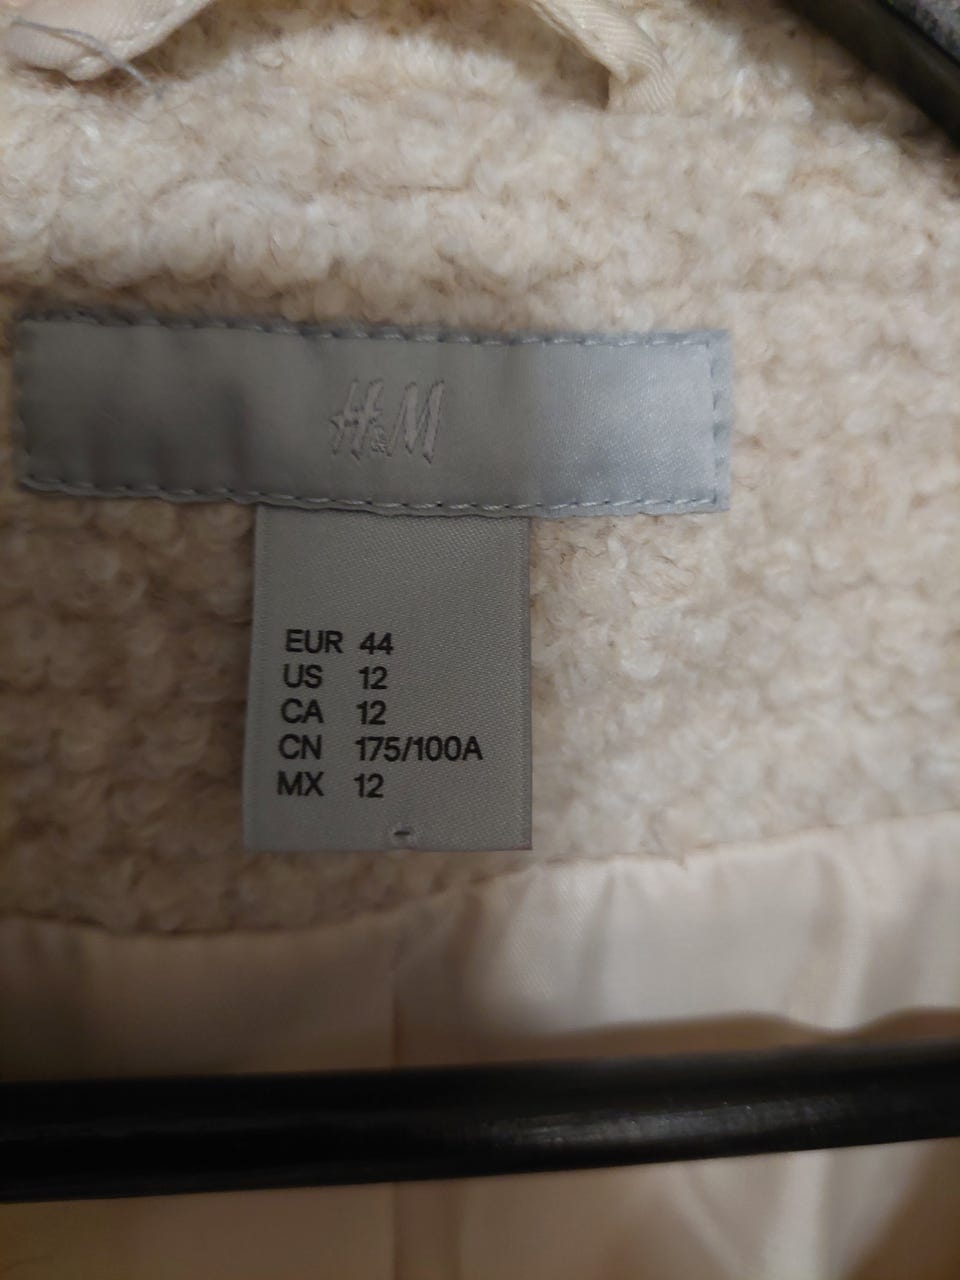 H&M
EUR 44
US 12
CA 12
CN 175/100A
MX 12